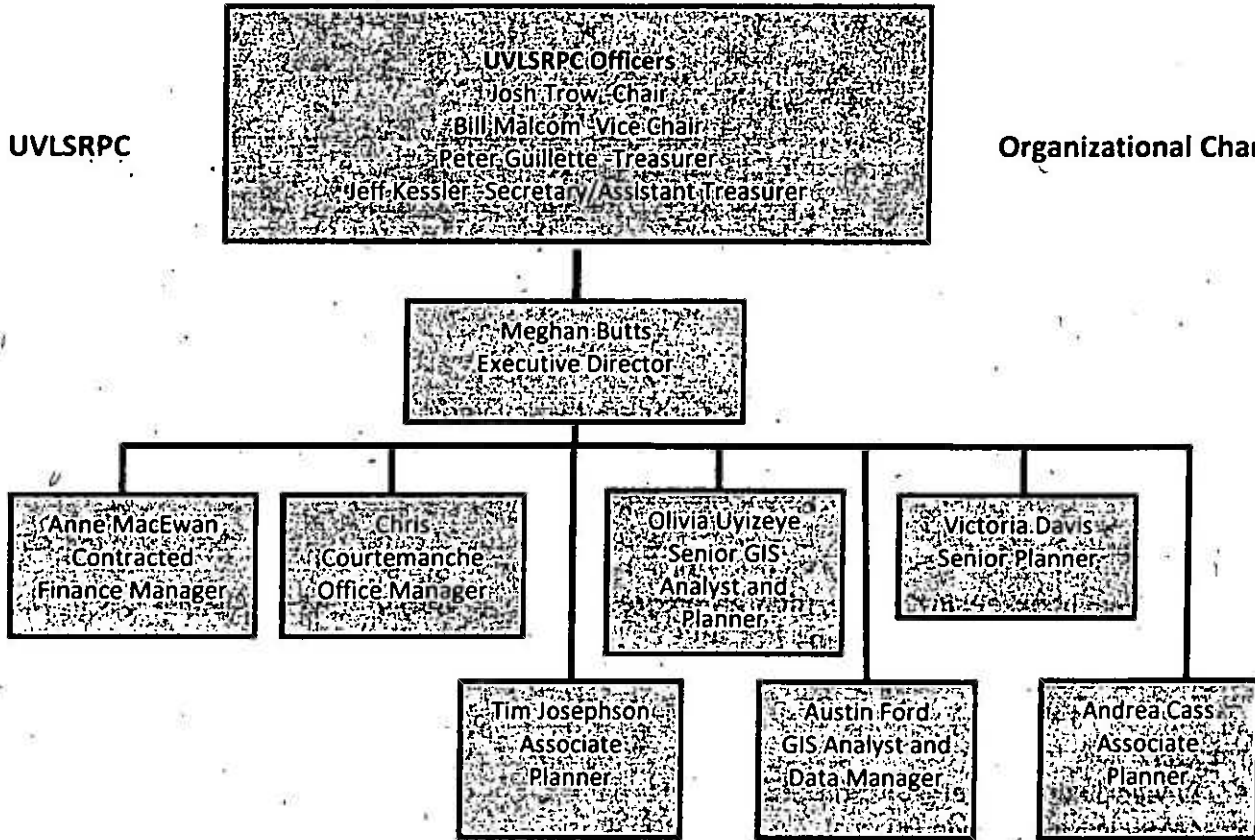 UVLSRPC
Organizational Char
UVLSRPC Officers
Josh Trow -Chair
Bill Malcom Vice Chair
Peter Guillette -Treasurer
Jeff Kessler -Secretary/Assistant Treasurer
Meghan Butts
Executive Director
Anne MacEwan
Contracted
Finance Manager
Chris
Courtemanche
Office Manager
Olivia Uyizeye
Senior GIS
Analyst and
Planner
Victoria Davis
Senior Planner
Tim Josephson
Associate
Planner
Austin Ford
GIS Analyst and
Data Manager
Andrea Cass
Associate
Planner